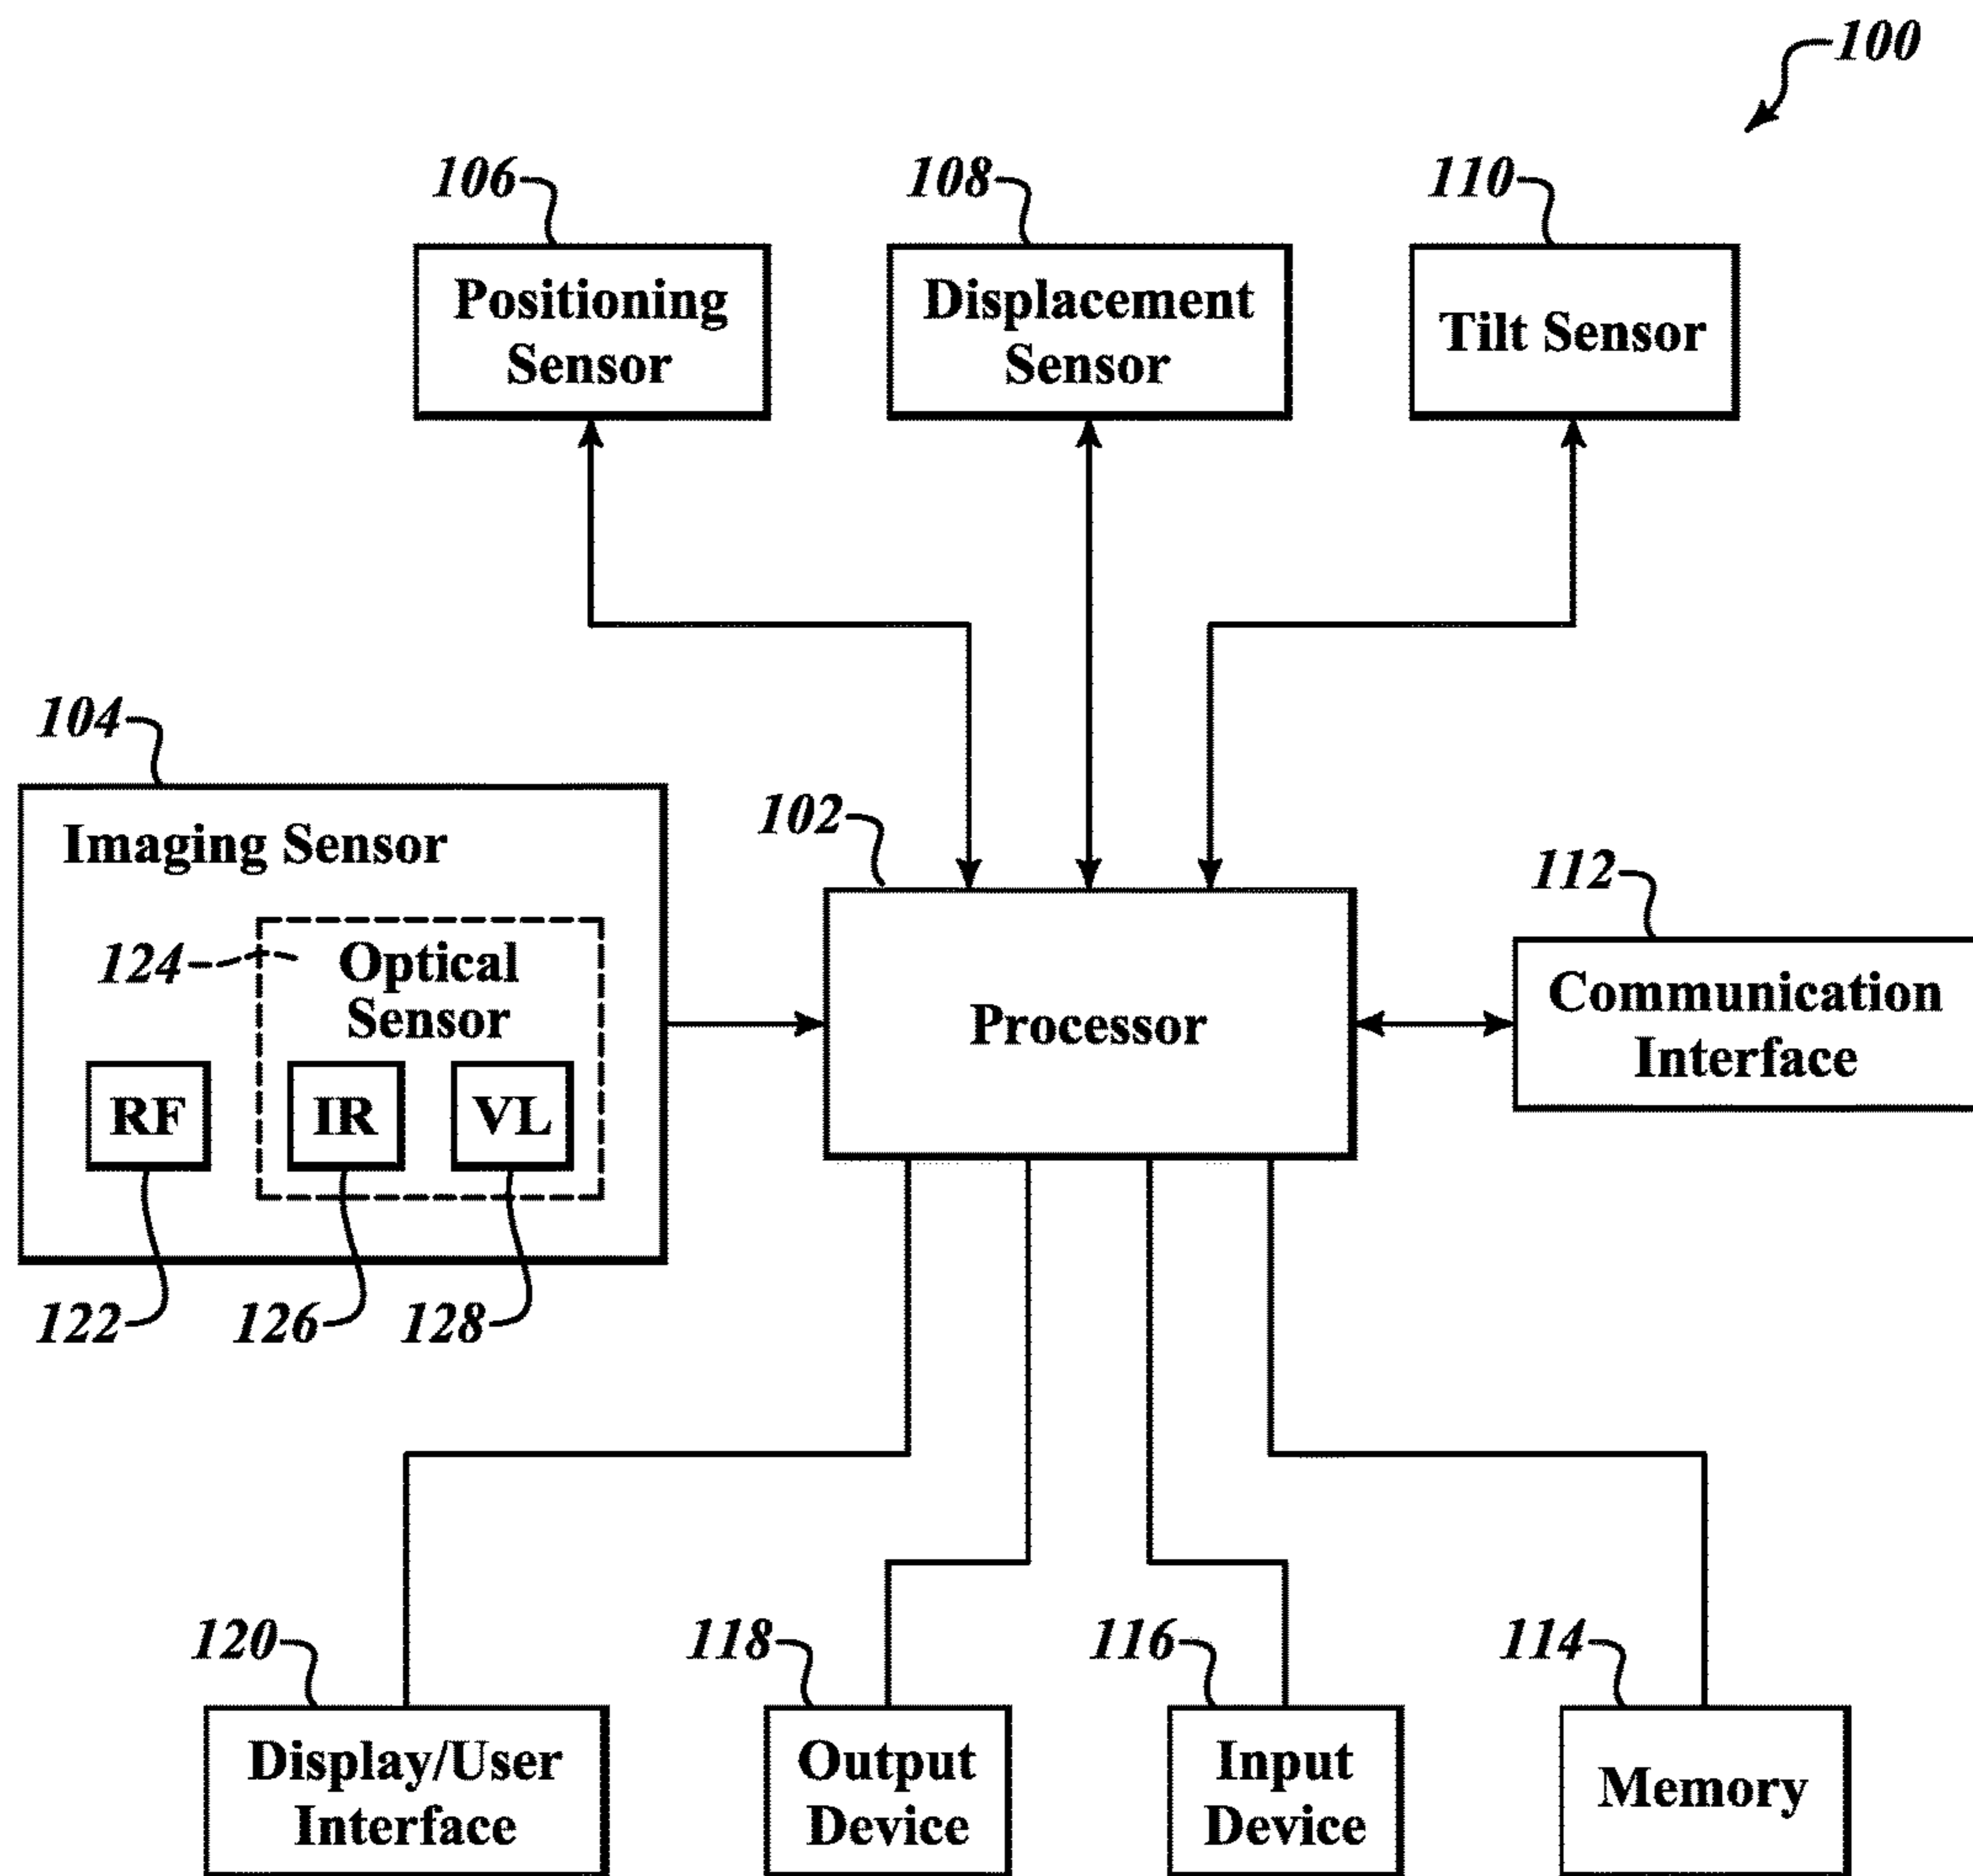 100
106
108
110
Positioning
Sensor
Displacement
Sensor
Tilt Sensor
104
Imaging Sensor
124
Optical
Sensor
RF
IR
VL
122
126
128
102
Processor
112
Communication
Interface
120
118
116
114
Display/User
Interface
Output
Device
Input
Device
Memory